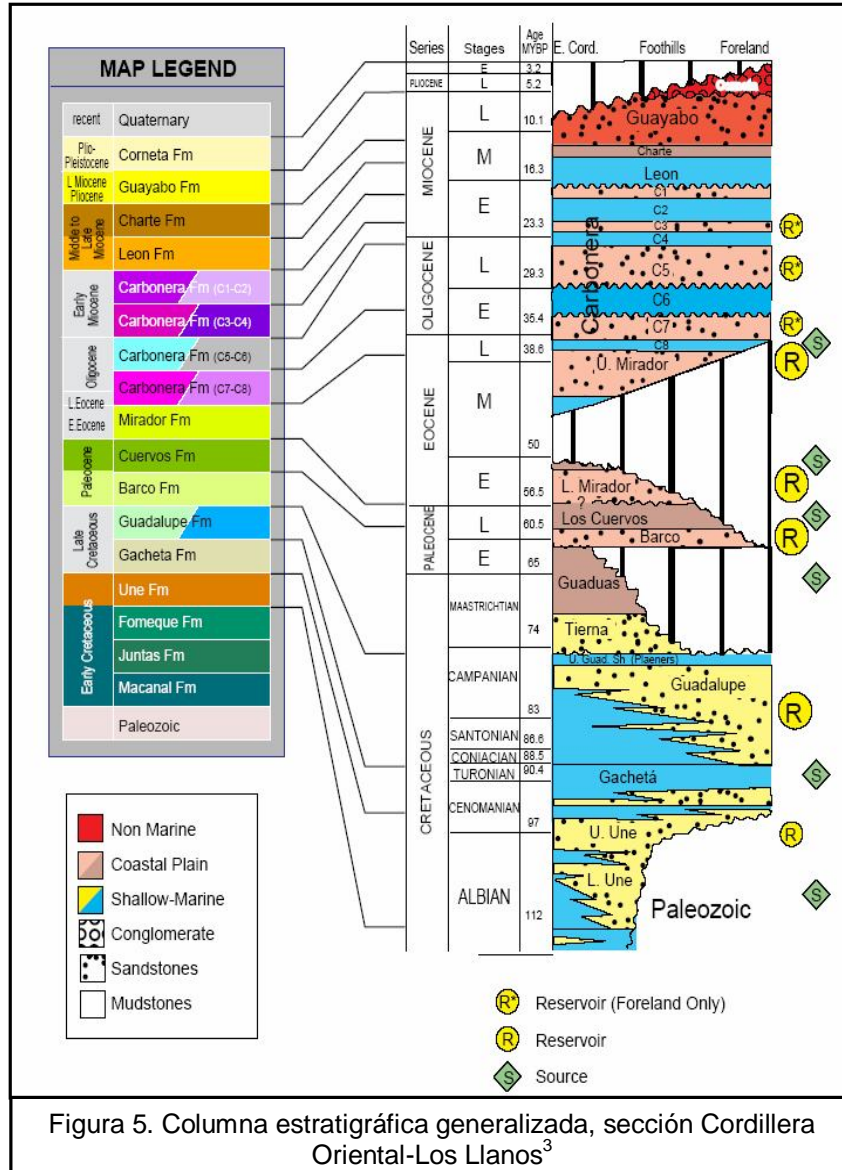 MAP LEGEND
recent Quaternary
Plio-Pleistocene Corneta Fm
L Miocene Pliocene Guayabo Fm
Middle to Late Miocene Charte Fm
Leon Fm
Early Miocene Carbonera Fm (C1-C2)
Carbonera Fm (C3-C4)
Oligocene Carbonera Fm (C5-C6)
Carbonera Fm (C7-C8)
L.Eocene
E.Eocene Mirador Fm
Paleocene Cuervos Fm
Barco Fm
Late Cretaceous Guadalupe Fm
Gacheta Fm
Early Cretaceous Une Fm
Fomeque Fm
Juntas Fm
Macanal Fm
Paleozoic
Non Marine
Coastal Plain
Shallow-Marine
Conglomerate
Sandstones
Mudstones
Series Stages Age MYBP E. Cord. Foothills Foreland
E 3.2
PLIOCENE L 5.2
MIOCENE
L 10.1
M 16.3
E 23.3
OLIGOCENE
L 29.3
E 35.4
EOCENE
L 38.6
M 50
E 56.5
PALEOCENE
L 60.5
E 65
CRETACEOUS
MAASTRICHTIAN 74
CAMPANIAN 83
SANTONIAN 86.6
CONIACIAN 88.5
TURONIAN 90.4
CENOMANIAN 97
ALBIAN 112
Guayabo
Charte
Leon
Carbonera
C1
C2
C3 R*
C4
C5 R*
C6
C7 R*
C8 S
U. Mirador R
S
L. Mirador R
?
Los Cuervos S
Barco R
Guaduas S
Tierna
U. Guad. Sh (Plaeners)
Guadalupe R
Gachetá S
U. Une R
L. Une S
Paleozoic
R* Reservoir (Foreland Only)
R Reservoir
S Source
Figura 5. Columna estratigráfica generalizada, sección Cordillera
Oriental-Los Llanos3